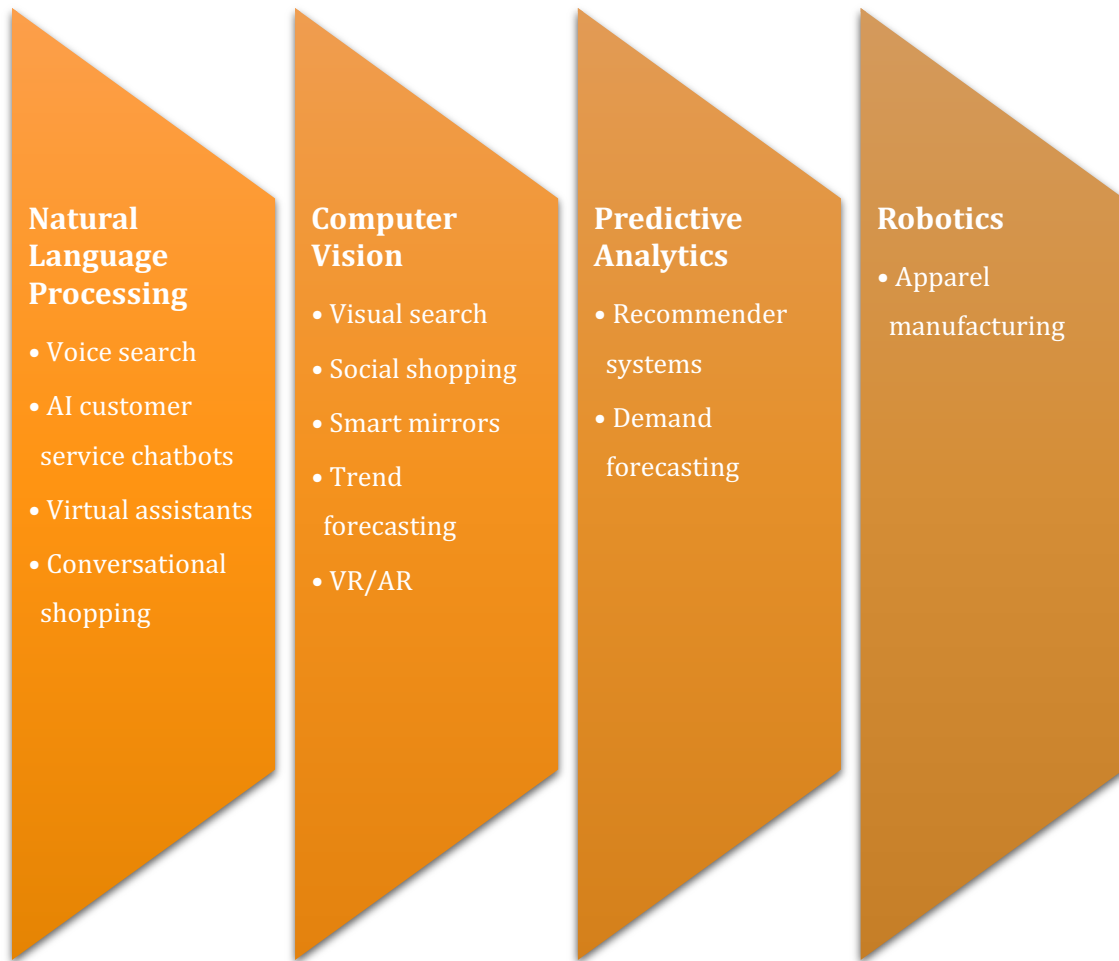 Natural
Language
Processing
• Voice search
• AI customer
service chatbots
• Virtual assistants
• Conversational
shopping
Computer
Vision
• Visual search
• Social shopping
• Smart mirrors
• Trend
forecasting
• VR/AR
Predictive
Analytics
• Recommender
systems
• Demand
forecasting
Robotics
• Apparel
manufacturing